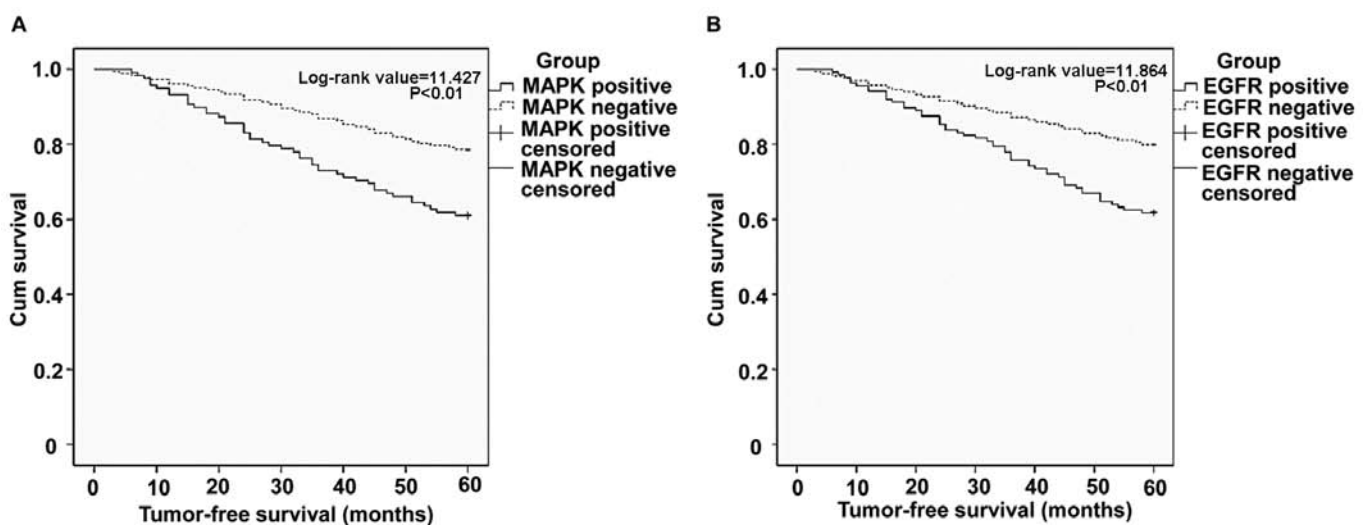 A
Log-rank value=11.427
P<0.01
Group
MAPK positive
MAPK negative
MAPK positive
censored
MAPK negative
censored
1.0
0.8
0.6
0.4
0.2
0
Cum survival
0 10 20 30 40 50 60
Tumor-free survival (months)
B
Log-rank value=11.864
P<0.01
Group
EGFR positive
EGFR negative
EGFR positive
censored
EGFR negative
censored
1.0
0.8
0.6
0.4
0.2
0
Cum survival
0 10 20 30 40 50 60
Tumor-free survival (months)